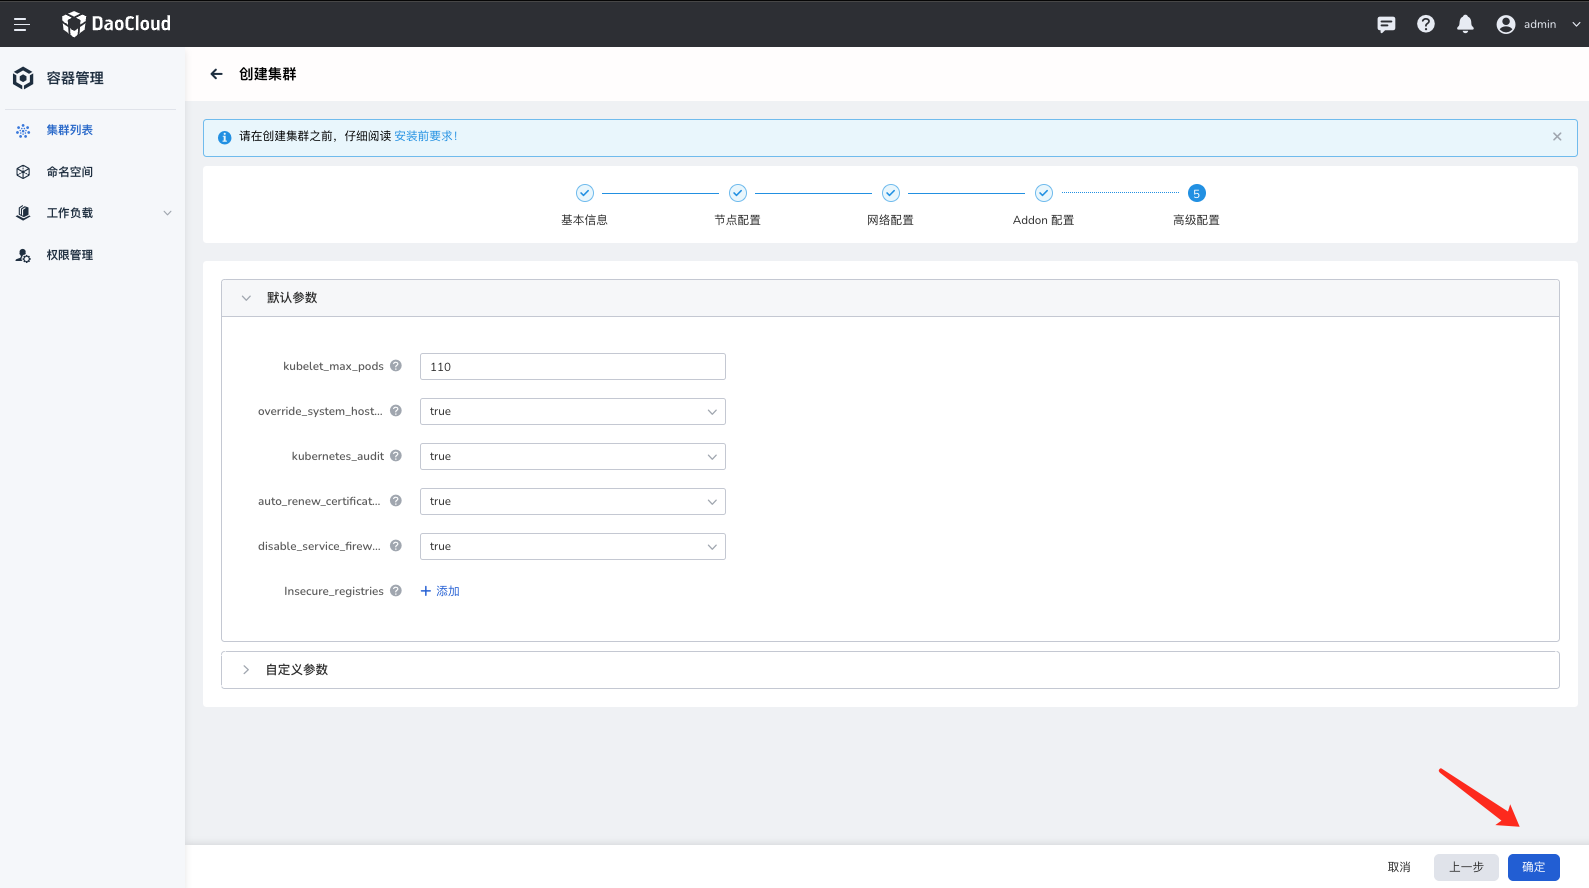 DaoCloud
admin
容器管理
集群列表
命名空间
工作负载
权限管理
创建集群
请在创建集群之前，仔细阅读 安装前要求！
基本信息
节点配置
网络配置
Addon 配置
5
高级配置
默认参数
kubelet_max_pods
110
override_system_host...
true
kubernetes_audit
true
auto_renew_certificat...
true
disable_service_firew...
true
Insecure_registries
+ 添加
自定义参数
取消
上一步
确定